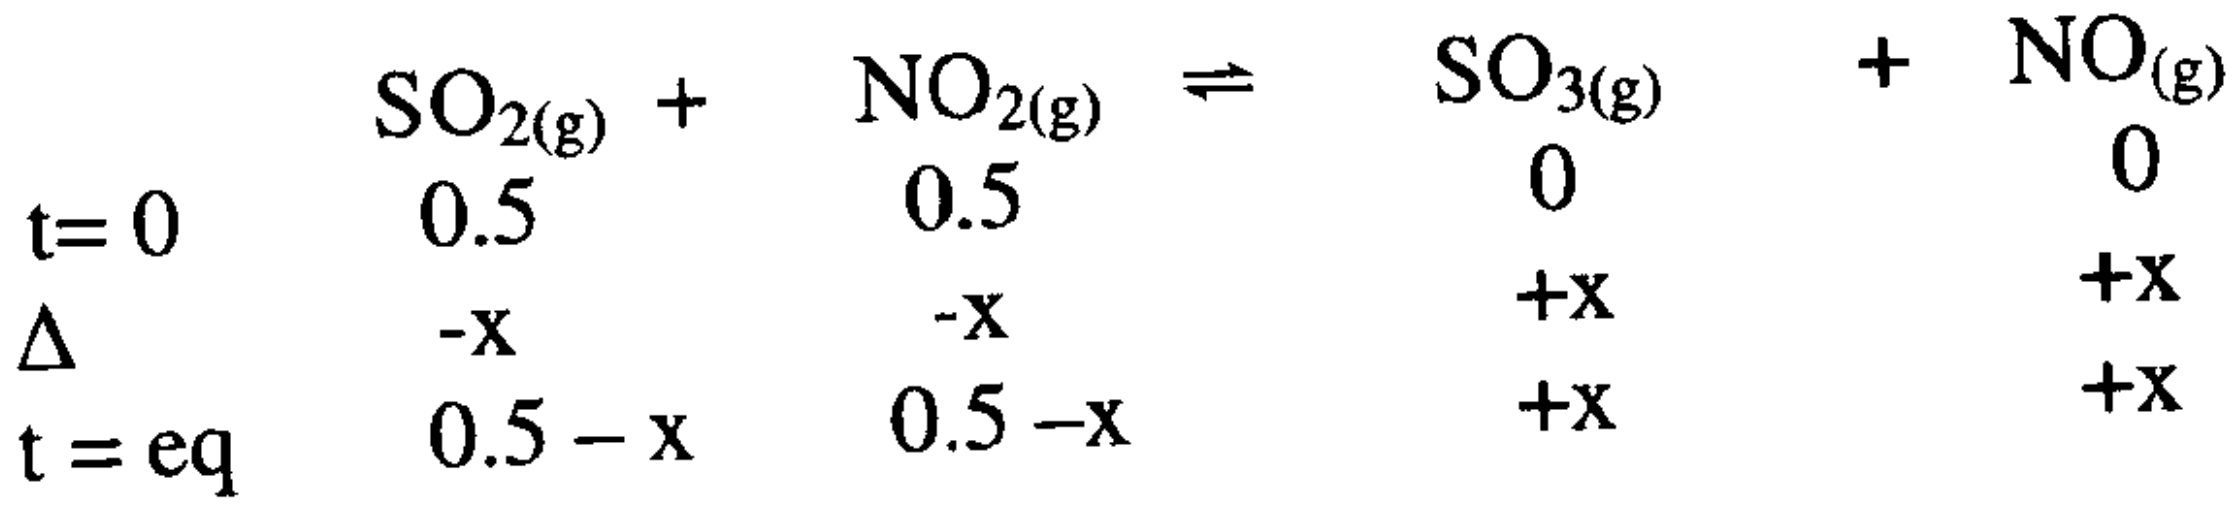 SO₂(g) + NO₂(g) ⇌ SO₃(g) + NO(g)
t= 0 0.5 0.5 0 0
Δ -x -x +x +x
t = eq 0.5 – x 0.5 –x +x +x